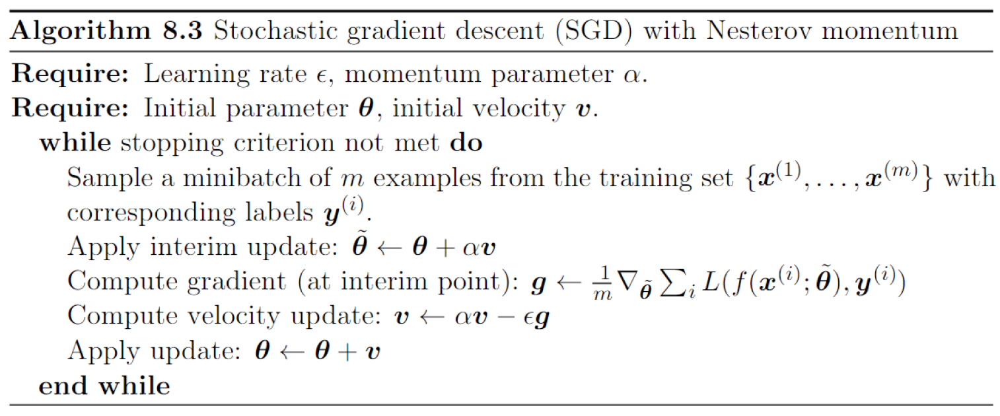 Algorithm 8.3 Stochastic gradient descent (SGD) with Nesterov momentum
Require: Learning rate ϵ, momentum parameter α.
Require: Initial parameter θ, initial velocity v.
while stopping criterion not met do
Sample a minibatch of m examples from the training set {x⁽¹⁾, . . . , x⁽ᵐ⁾} with
corresponding labels y⁽ⁱ⁾.
Apply interim update: θ̃ ← θ + αv
Compute gradient (at interim point): g ← 1/m ∇_θ̃ ∑ᵢ L(f(x⁽ⁱ⁾; θ̃), y⁽ⁱ⁾)
Compute velocity update: v ← αv − ϵg
Apply update: θ ← θ + v
end while